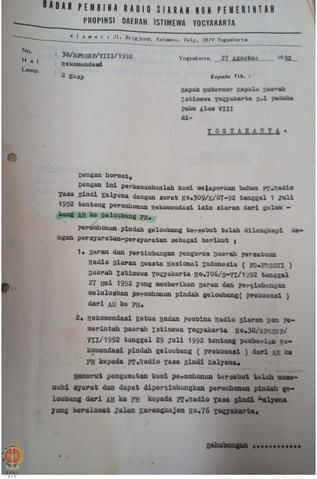 BADAN PEMBINA RADIO SIARAN NON PEMERINTAH
PROPINSI DAERAH ISTIMEWA YOGYAKARTA
Alamat : Jl. Brigjend. Katamso. Telp. 2819 Yogyakarta
No. : 30/BPRSNP/VIII/1992 Yogyakarta, 27 Agustus 1992
Hal : Rekomendasi
Lamp. : 2 Exsp
Kepada Yth. :
Bapak Gubernur Kepala Daerah
Istimewa Yogyakarta Sri Paduka
Paku Alam VIII
di-
YOGYAKARTA.
Dengan hormat,
Dengan ini perkenankanlah kami melaporkan bahwa PT.Radio
Yasa Sindi Kalyena dengan surat No.309/E/07-92 tanggal 1 Juli
1992 tentang permohonan Rekomendasi izin siaran dari gelom -
bang AM ke Gelombang FM.
Permohonan pindah gelombang tersebut telah dilengkapi de-
ngan persyaratan-persyaratan sebagai berikut :
1. Saran dan Pertimbangan pengurus Daerah persatuan
Radio Siaran Swasta Nasional Indonesia ( PD.PRSSNI )
Daerah Istimewa Yogyakarta No.706/S-VI/1992 tanggal
27 Mei 1992 yang memberikan Saran dan Pertimbangan
meluluskan permohonan pindah gelombang ( frekuensi )
dari AM ke FM.
2. Rekomendasi Ketua Badan Pembina Radio Siaran Non Pe-
merintah Daerah Istimewa Yogyakarta No.30/BPRSNP/
VII/1992 tanggal 29 Juli 1992 tentang pemberian Re-
komendasi pindah gelombang ( frekuensi ) dari AM ke
FM kepada PT.Radio Yasa Sindi Kalyena.
Menurut pengamatan kami permohonan tersebut telah meme-
nuhi syarat dan dapat dipertimbangkan permohonan pindah ge-
lombang dari AM ke FM kepada PT.Radio Yasa Sindi Kalyena
yang beralamat Jalan Karangkajen No.76 Yogyakarta.
Sehubungan ............